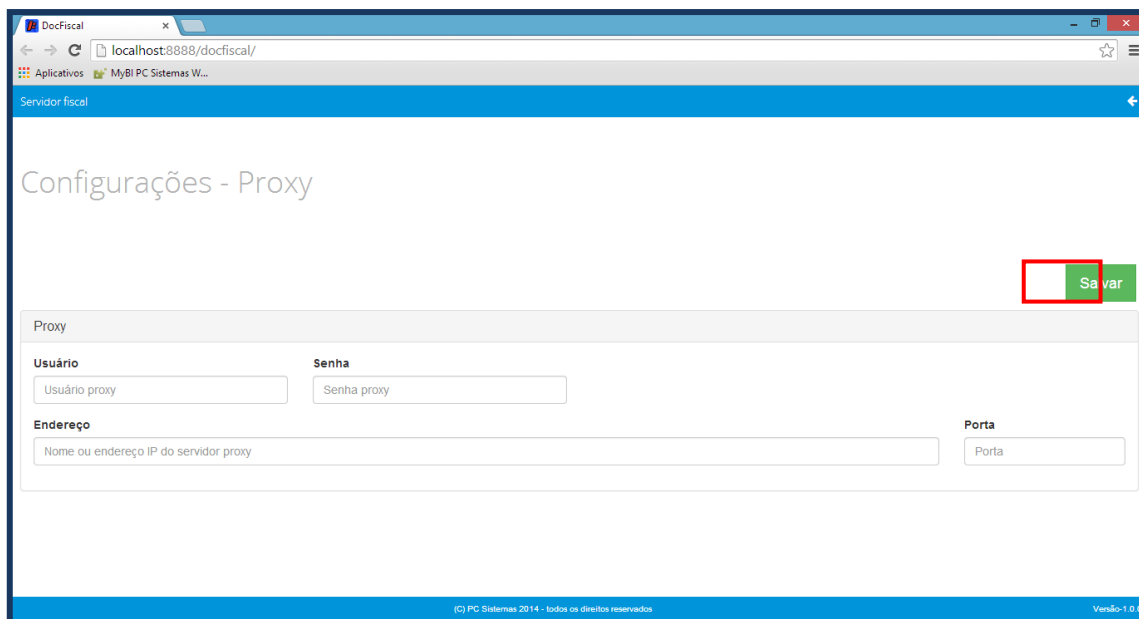 DocFiscal
localhost:8888/docfiscal/
Aplicativos MyBI PC Sistemas W...
Servidor fiscal
Configurações - Proxy
Salvar
Proxy
Usuário Senha
Usuário proxy Senha proxy
Endereço Porta
Nome ou endereço IP do servidor proxy Porta
(C) PC Sistemas 2014 - todos os direitos reservados Versão-1.0.0